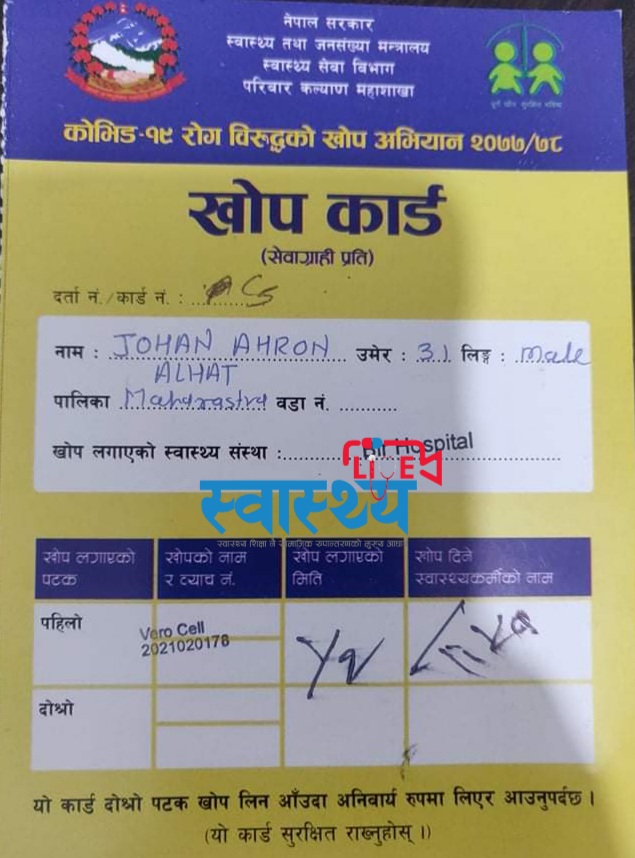 नेपाल सरकार
स्वास्थ्य तथा जनसंख्या मन्त्रालय
स्वास्थ्य सेवा विभाग
परिवार कल्याण महाशाखा
कोभिड-१९ रोग विरुद्धको खोप अभियान २०७७/७८
खोप कार्ड
(सेवाग्राही प्रति)
दर्ता नं./कार्ड नं. :
नाम : JOHAN AHRON उमेर : 31 लिङ्ग : male
ALHAT
पालिका Maharastra वडा नं. ...........
खोप लगाएको स्वास्थ्य संस्था : Bir Hospital
LIVE
स्वास्थ्य
खोप लगाएको पटक
खोपको नाम र व्याच नं.
खोप लगाएको मिति
खोप दिने स्वास्थ्यकर्मीको नाम
पहिलो
Vero Cell
2021020178
दोश्रो
यो कार्ड दोश्रो पटक खोप लिन आँउदा अनिवार्य रुपमा लिएर आउनुपर्दछ ।
(यो कार्ड सुरक्षित राख्नुहोस् ।)